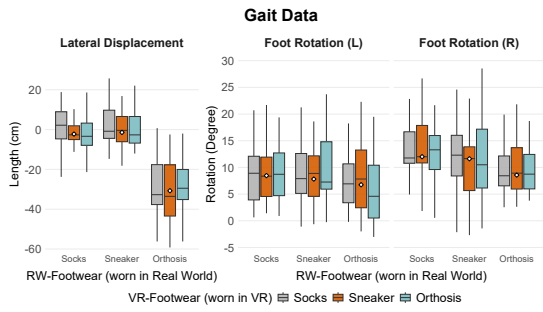 Gait Data
Lateral Displacement
Foot Rotation (L)
Foot Rotation (R)
Length (cm)
20
0
-20
-40
-60
Socks Sneaker Orthosis
RW-Footwear (worn in Real World)
Rotation (Degree)
30
25
20
15
10
5
0
-5
Socks Sneaker Orthosis
Socks Sneaker Orthosis
RW-Footwear (worn in Real World)
VR-Footwear (worn in VR) Socks Sneaker Orthosis